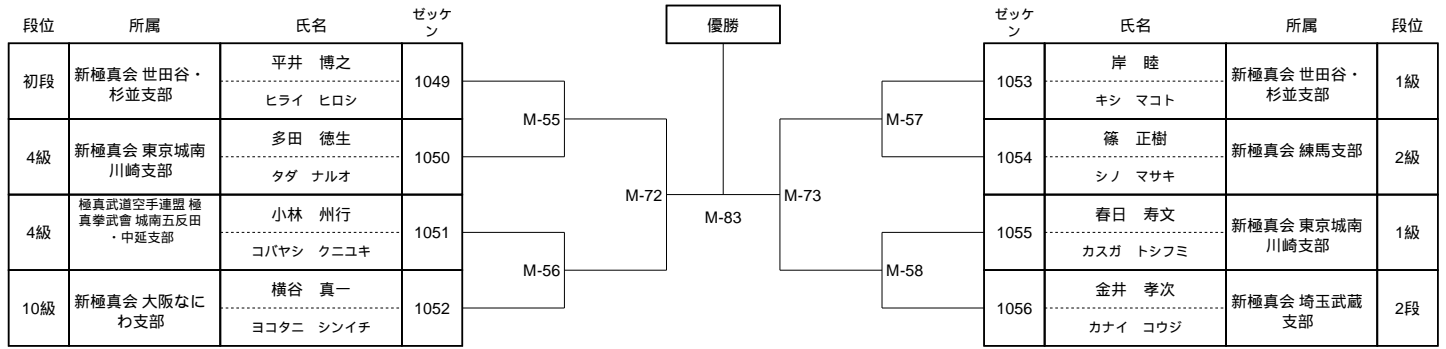 段位
所属
氏名
ゼッケ
ン
優勝
ゼッケ
ン
氏名
所属
段位
初段
新極真会 世田谷・
杉並支部
平井 博之
ヒライ ヒロシ
1049
4級
新極真会 東京城南
川崎支部
多田 徳生
タダ ナルオ
1050
4級
極真武道空手連盟 極
真拳武會 城南五反田
・中延支部
小林 州行
コバヤシ クニユキ
1051
10級
新極真会 大阪なに
わ支部
横谷 真一
ヨコタニ シンイチ
1052
M-55
M-56
M-72
M-83
M-73
M-57
M-58
1053
岸 睦
キシ マコト
新極真会 世田谷・
杉並支部
1級
1054
篠 正樹
シノ マサキ
新極真会 練馬支部
2級
1055
春日 寿文
カスガ トシフミ
新極真会 東京城南
川崎支部
1級
1056
金井 孝次
カナイ コウジ
新極真会 埼玉武蔵
支部
2段